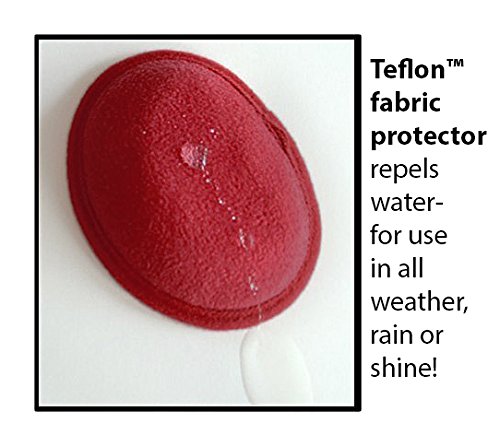 Teflon™
fabric
protector
repels
water-
for use
in all
weather,
rain or
shine!